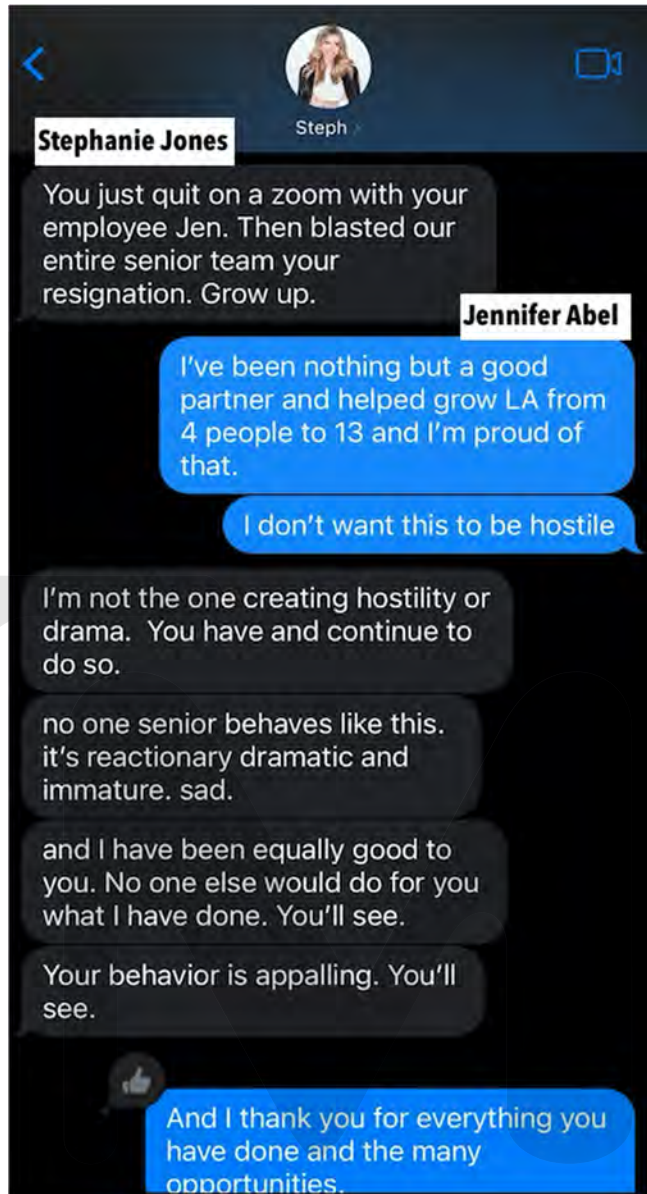 Steph
Stephanie Jones
You just quit on a zoom with your
employee Jen. Then blasted our
entire senior team your
resignation. Grow up.
Jennifer Abel
I've been nothing but a good
partner and helped grow LA from
4 people to 13 and I'm proud of
that.
I don't want this to be hostile
I'm not the one creating hostility or
drama.  You have and continue to
do so.
no one senior behaves like this.
it's reactionary dramatic and
immature. sad.
and I have been equally good to
you. No one else would do for you
what I have done. You'll see.
Your behavior is appalling. You'll
see.
And I thank you for everything you
have done and the many
opportunities.